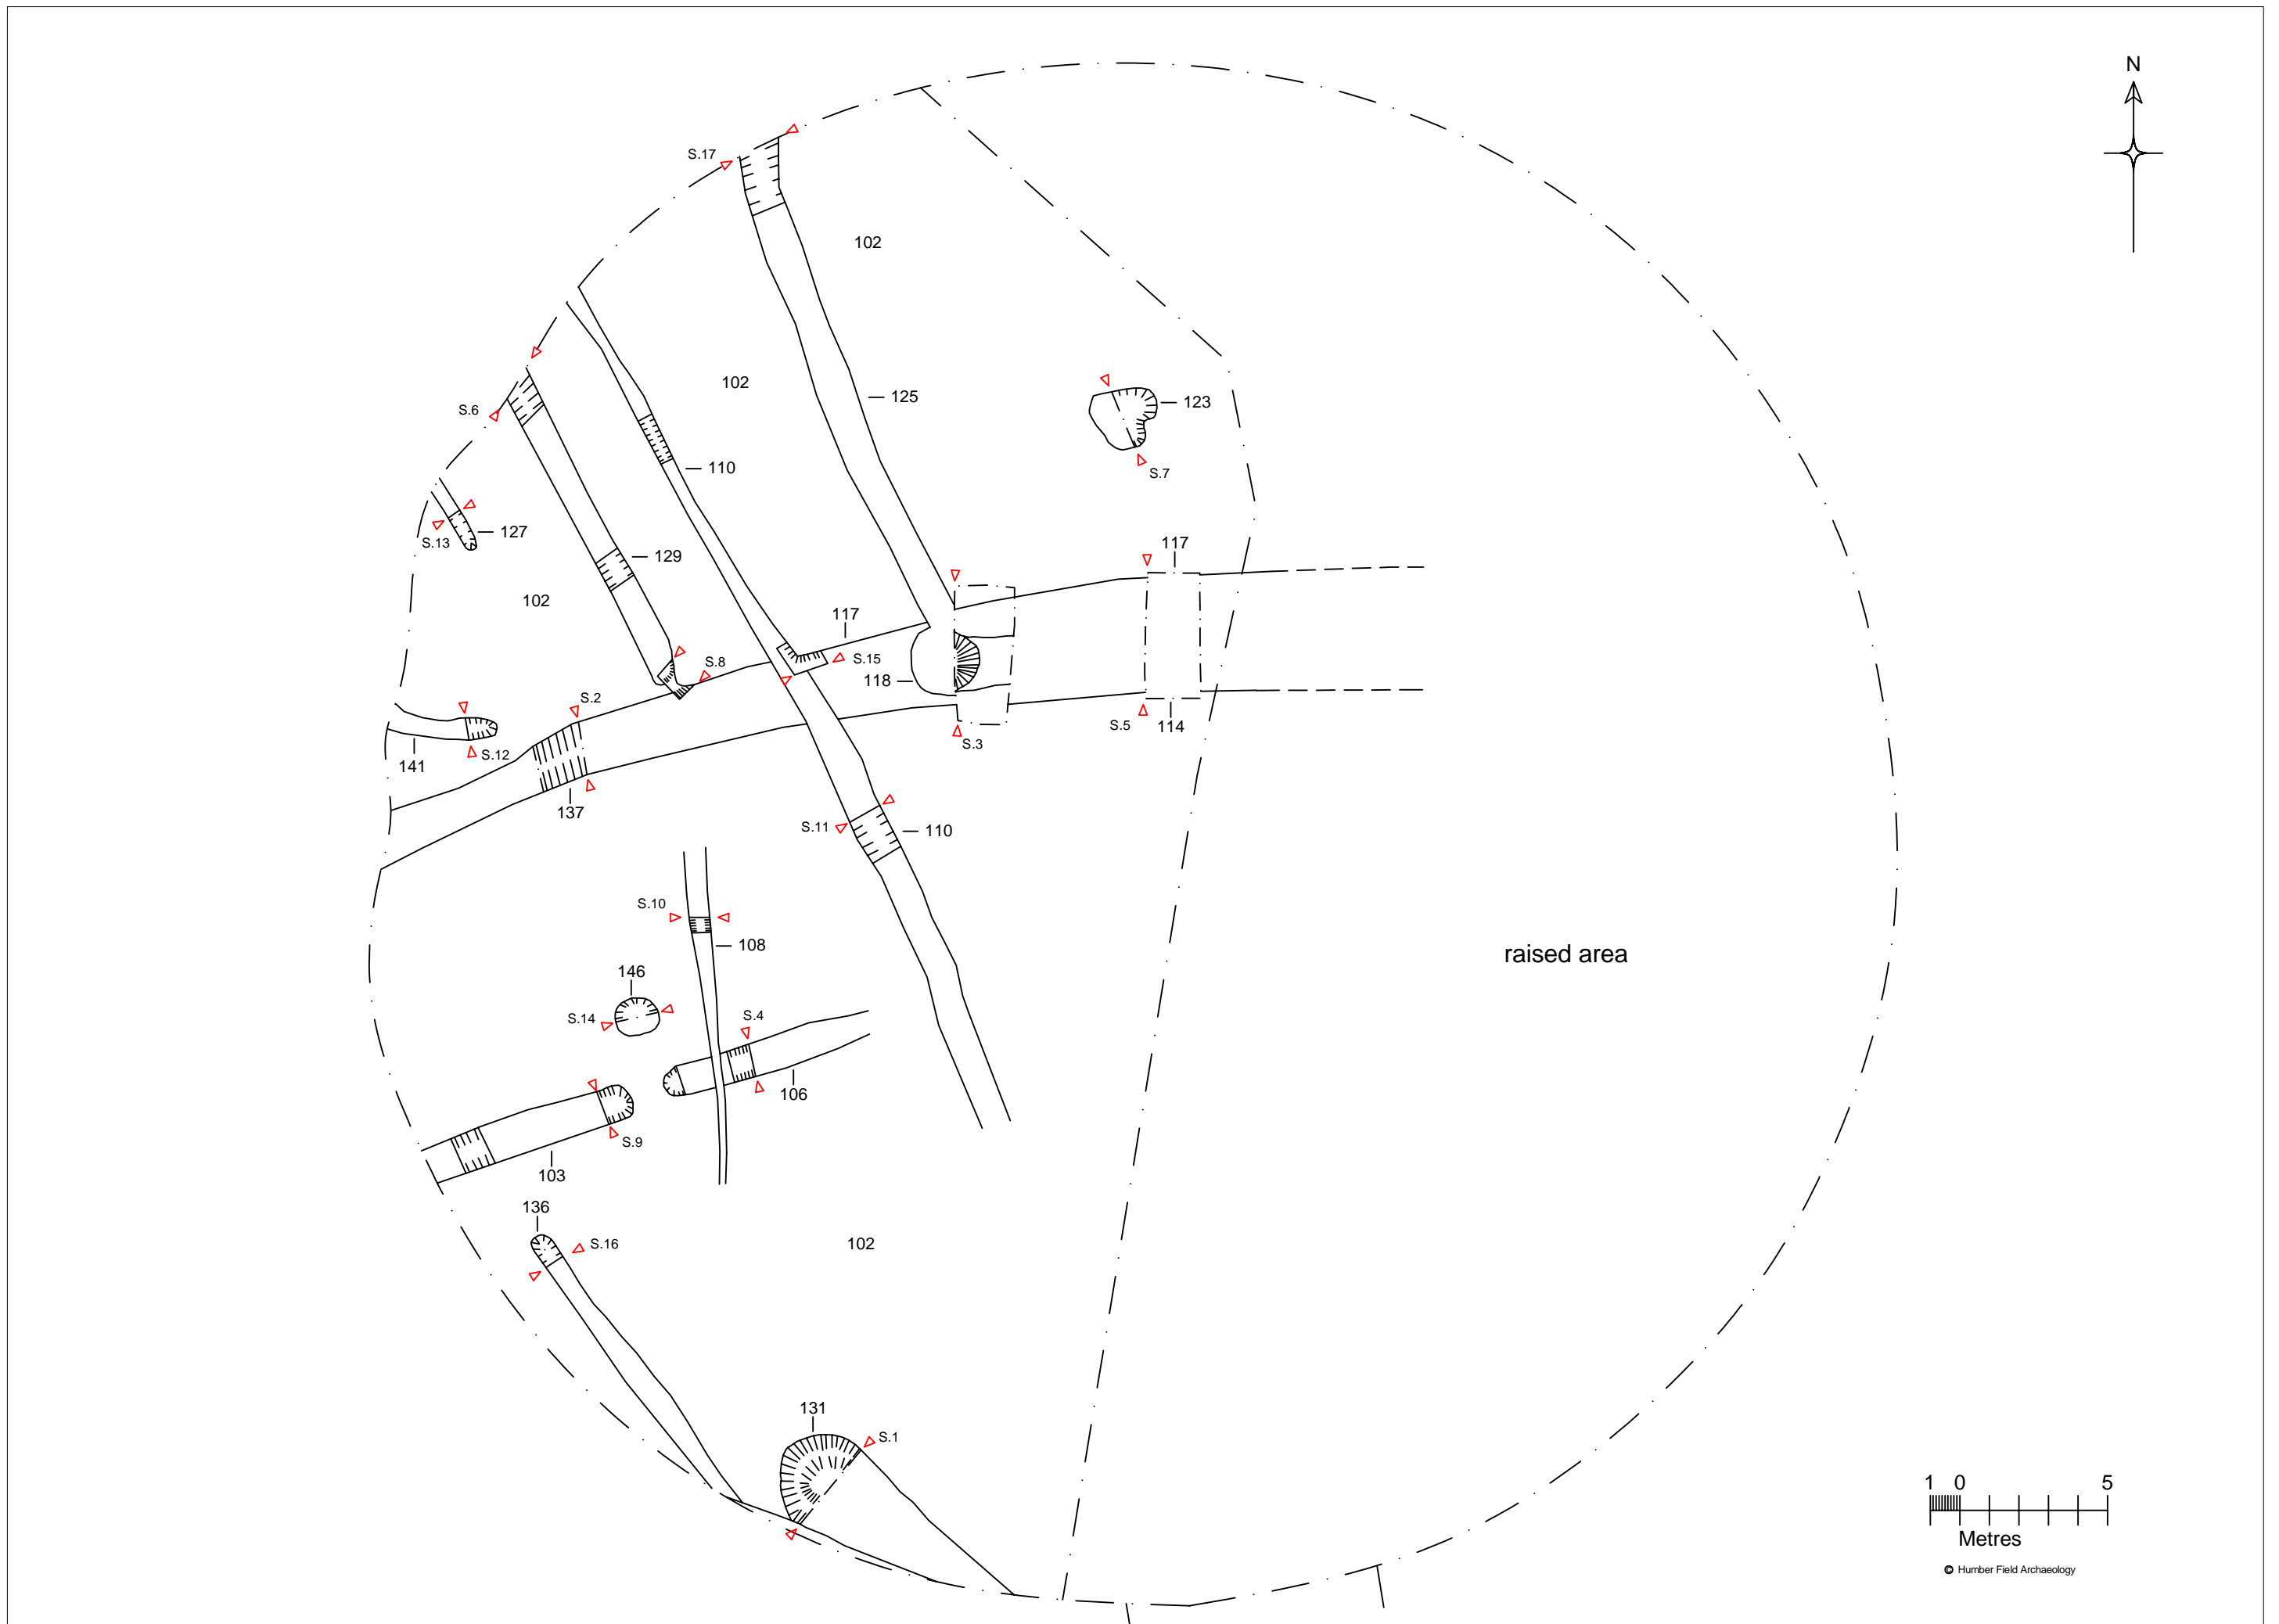 N
S.17
102
102
125
123
S.6
110
S.7
127
S.13
129
117
102
117
S.15
S.8
118
S.2
S.5
114
S.3
S.12
141
137
S.11
110
S.10
108
raised area
146
S.14
S.4
106
S.9
103
136
S.16
102
131
S.1
1 0 5
Metres
© Humber Field Archaeology